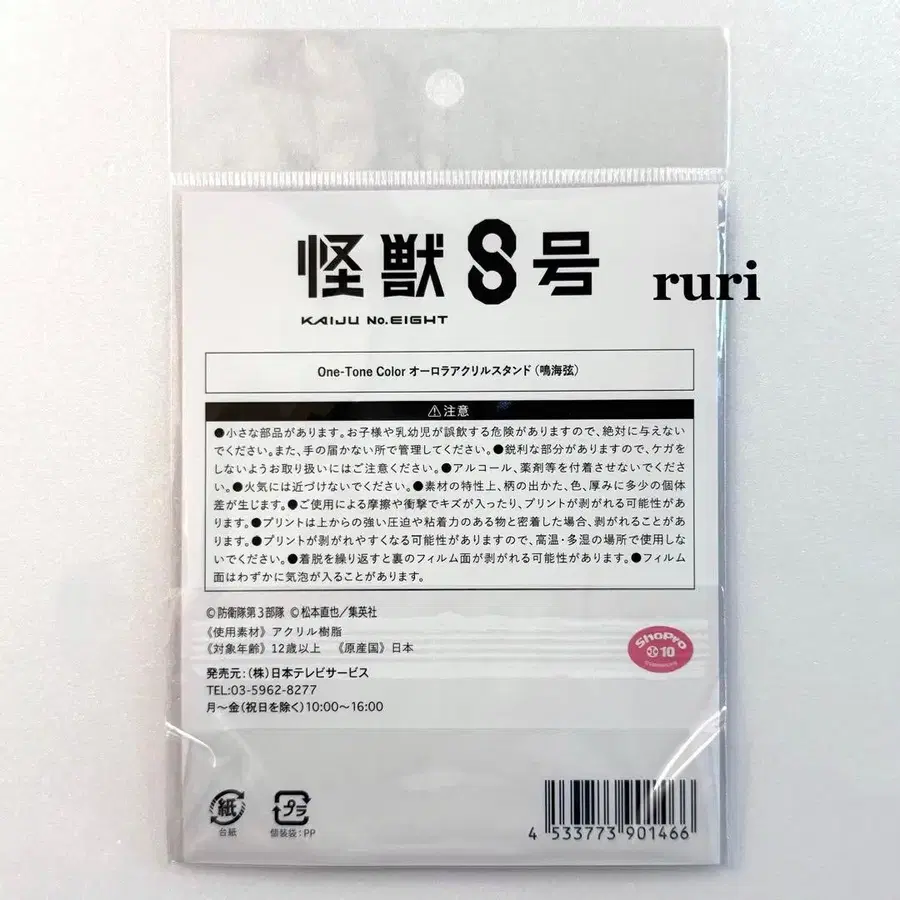 怪獣8号
ruri
KAIJU No.EIGHT
One-Tone Color オーロラアクリルスタンド（鳴海弦）
⚠注意
●小さな部品があります。お子様や乳幼児が誤飲する危険がありますので、絶対に与えない
でください。また、手の届かない所で管理してください。●鋭利な部分がありますので、ケガを
しないようお取り扱いにはご注意ください。●アルコール、薬剤等を付着させないでくださ
い。●火気には近づけないでください。●素材の特性上、柄の出かた、色、厚みに多少の個体
差が生じます。●ご使用による摩擦や衝撃でキズが入ったり、プリントが剥がれる可能性があ
ります。●プリントは上からの強い圧迫や粘着力のある物と密着した場合、剥がれることがあ
ります。●プリントが剥がれやすくなる可能性がありますので、高温・多湿の場所で使用しな
いでください。●着脱を繰り返すと裏のフィルム面が剥がれる可能性があります。●フィルム
面はわずかに気泡が入ることがあります。
©防衛隊第3部隊 ©松本直也／集英社
《使用素材》アクリル樹脂
《対象年齢》12歳以上 《原産国》日本
発売元：（株）日本テレビサービス
TEL:03-5962-8277
月〜金（祝日を除く）10:00〜16:00
ShoPro
10
紙
台紙
プラ
個装袋：PP
4 533773 901466